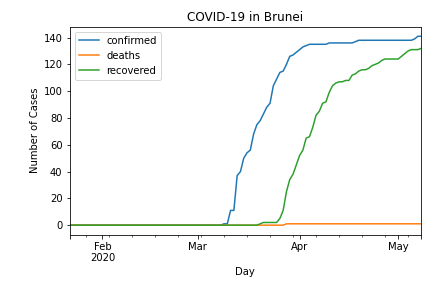 COVID-19 in Brunei
confirmed
deaths
recovered
Number of Cases
140
120
100
80
60
40
20
0
Feb
2020
Mar
Apr
May
Day